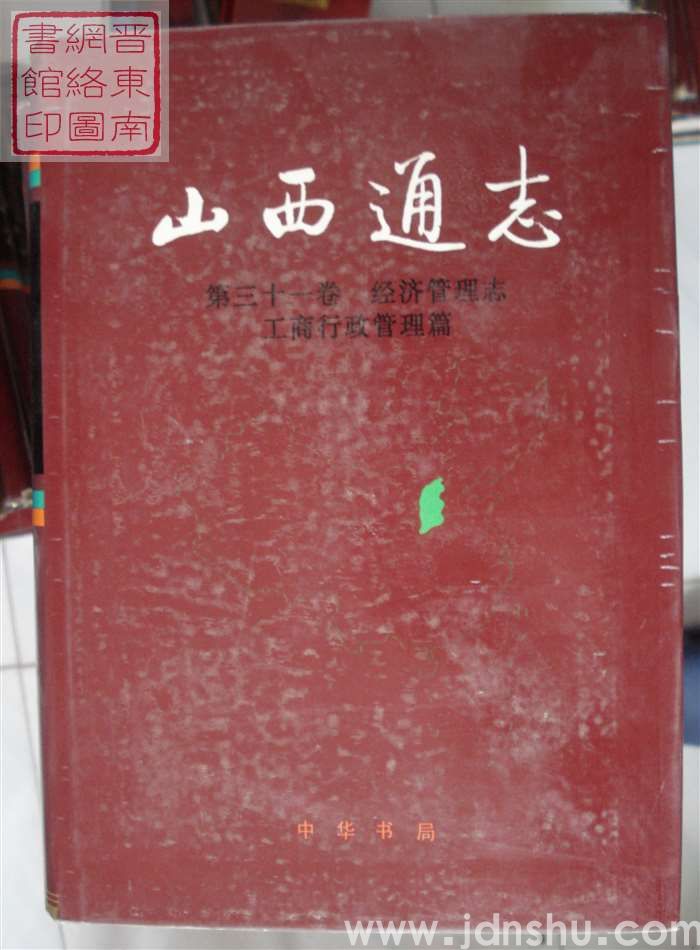 晋東南
網絡圖
書館印
山西通志
第三十一卷 经济管理志
工商行政管理篇
中华书局
www.jdnshu.com